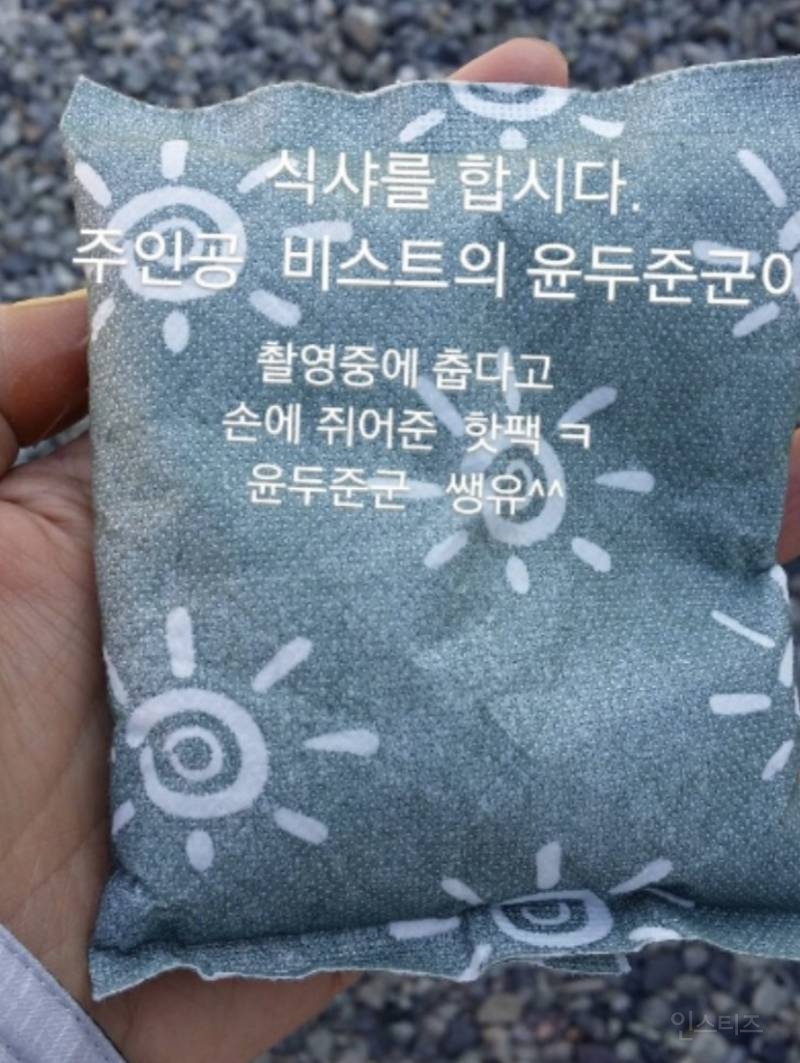 식샤를 합시다.
주인공 비스트의 윤두준군이
촬영중에 춥다고
손에 쥐어준 핫팩 ㅋ
윤두준군 쌩유^^
인스티즈